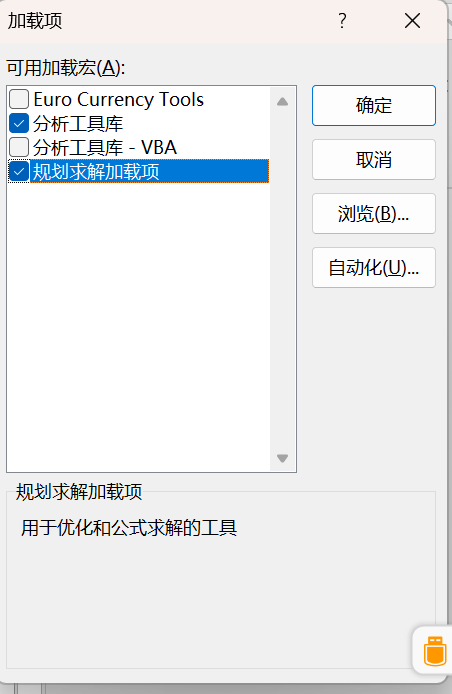 加载项
?
可用加载宏(A):
Euro Currency Tools
分析工具库
分析工具库 - VBA
规划求解加载项
确定
取消
浏览(B)...
自动化(U)...
规划求解加载项
用于优化和公式求解的工具